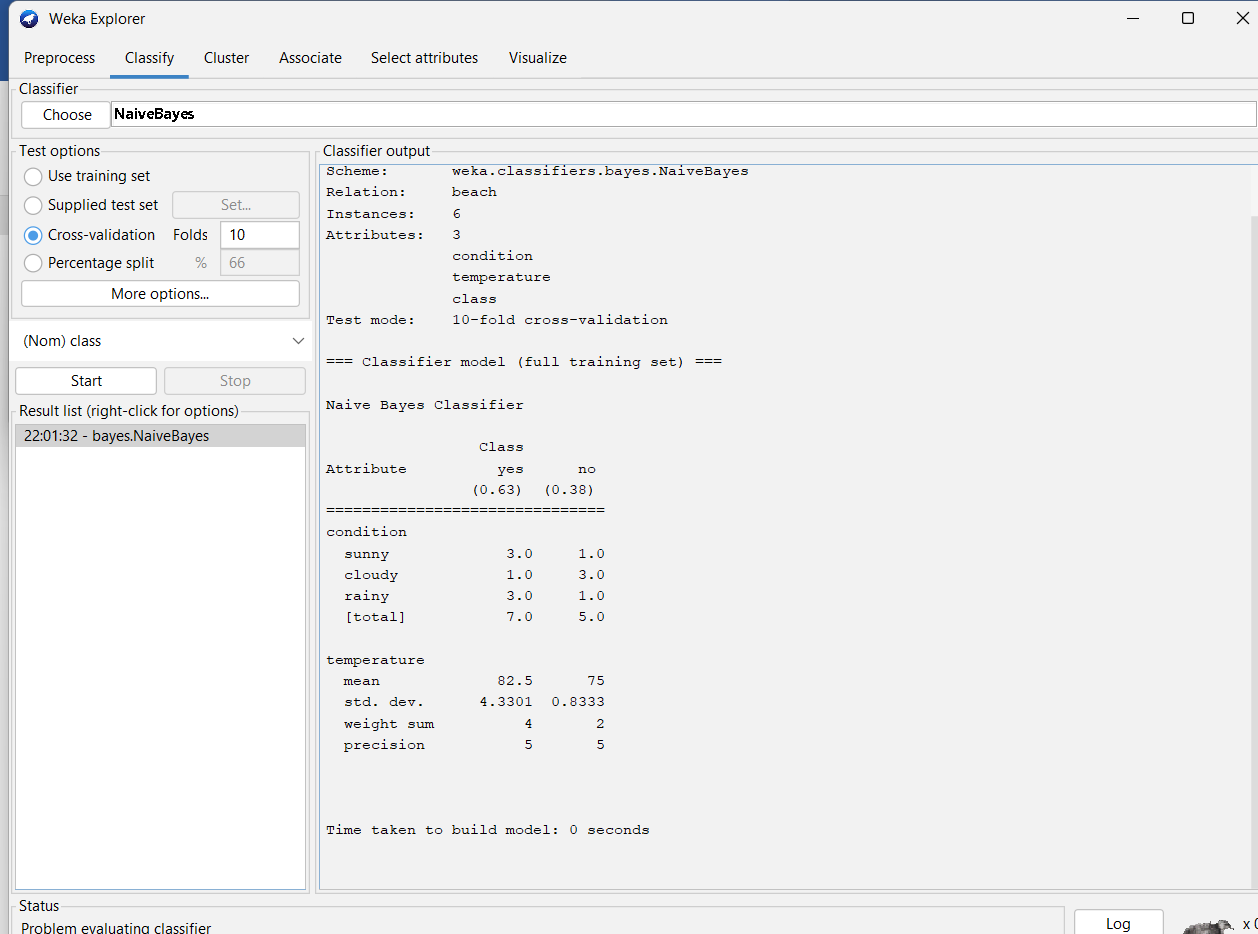 Weka Explorer
Preprocess Classify Cluster Associate Select attributes Visualize
Classifier
Choose NaiveBayes
Test options
Use training set
Supplied test set Set...
Cross-validation Folds 10
Percentage split % 66
More options...
(Nom) class
Start Stop
Result list (right-click for options)
22:01:32 - bayes.NaiveBayes
Classifier output
Scheme: weka.classifiers.bayes.NaiveBayes
Relation: beach
Instances: 6
Attributes: 3
condition
temperature
class
Test mode: 10-fold cross-validation
=== Classifier model (full training set) ===
Naive Bayes Classifier
Class
Attribute yes no
(0.63) (0.38)
===============================
condition
sunny 3.0 1.0
cloudy 1.0 3.0
rainy 3.0 1.0
[total] 7.0 5.0
temperature
mean 82.5 75
std. dev. 4.3301 0.8333
weight sum 4 2
precision 5 5
Time taken to build model: 0 seconds
Status
Problem evaluating classifier
Log
x